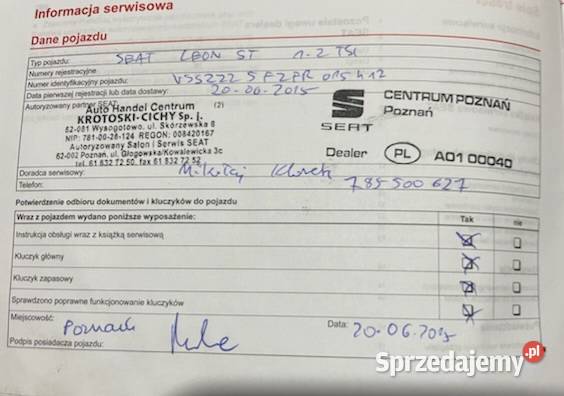 Informacja serwisowa
Dane pojazdu
Typ pojazdu: SEAT LEON ST 1.2 TSI
Numery rejestracyjne
Numer identyfikacyjny pojazdu: VSSZZZ5FZFR015412
Data pierwszej rejestracji lub data dostawy: 20-06-2015
Autoryzowany partner SEAT: (2)
Auto Handel Centrum
KROTOSKI-CICHY Sp. j.
62-081 Wysogotowo, ul. Skórzewska 8
NIP: 781-00-28-124 REGON: 008420167
Autoryzowany Salon i Serwis SEAT
62-002 Poznań, ul. Głogowska/Kowalewicka 3c
tel. 61 832 72 50, fax 61 832 72 52
SEAT
CENTRUM POZNAŃ
Poznań
Dealer PL A01 00040
Doradca serwisowy: Mikołaj
Telefon: 785 500 627
Potwierdzenie odbioru dokumentów i kluczyków do pojazdu
Wraz z pojazdem wydano poniższe wyposażenie: Tak nie
Instrukcja obsługi wraz z książką serwisową
Kluczyk główny
Kluczyk zapasowy
Sprawdzono poprawne funkcjonowanie kluczyków
Miejscowość: Poznań Data: 20-06-2015
Podpis posiadacza pojazdu:
Sprzedajemy.pl